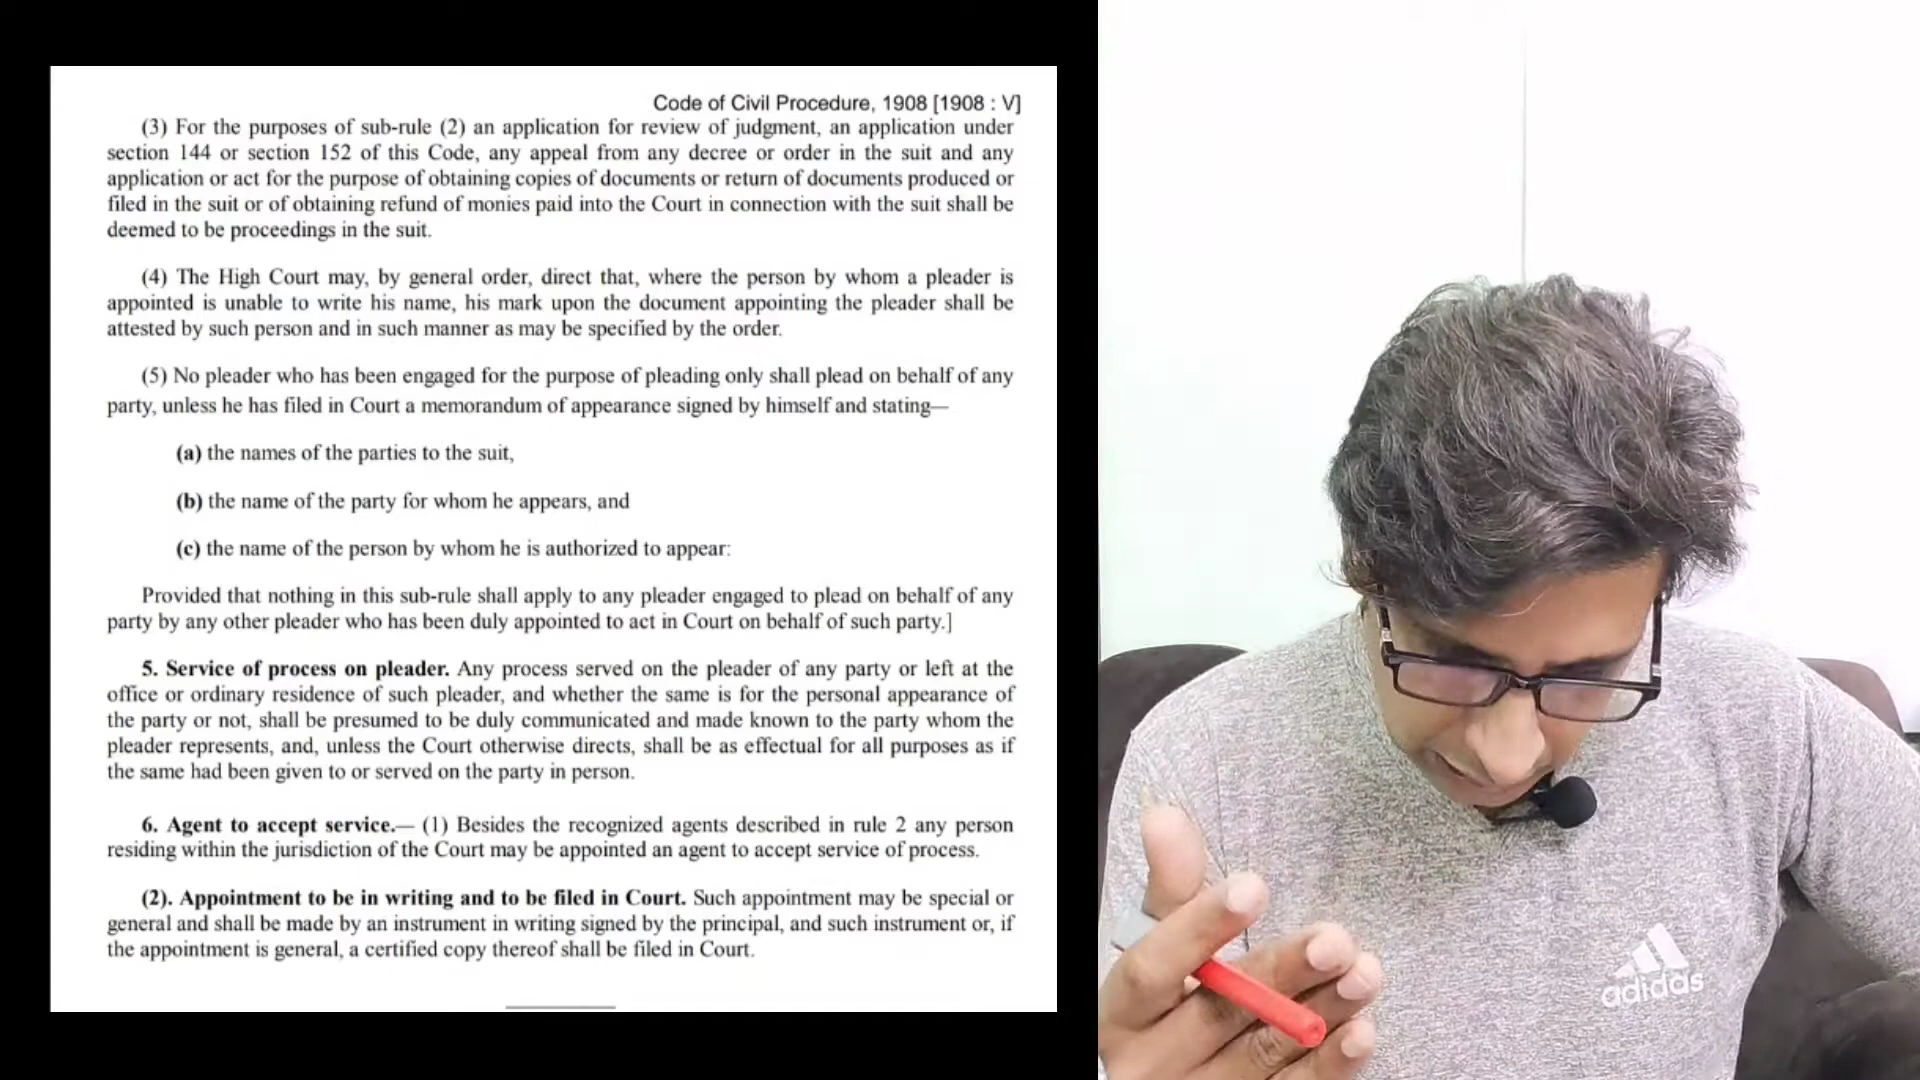 Code of Civil Procedure, 1908 [1908 : V]
(3) For the purposes of sub-rule (2) an application for review of judgment, an application under
section 144 or section 152 of this Code, any appeal from any decree or order in the suit and any
application or act for the purpose of obtaining copies of documents or return of documents produced or
filed in the suit or of obtaining refund of monies paid into the Court in connection with the suit shall be
deemed to be proceedings in the suit.
(4) The High Court may, by general order, direct that, where the person by whom a pleader is
appointed is unable to write his name, his mark upon the document appointing the pleader shall be
attested by such person and in such manner as may be specified by the order.
(5) No pleader who has been engaged for the purpose of pleading only shall plead on behalf of any
party, unless he has filed in Court a memorandum of appearance signed by himself and stating—
(a) the names of the parties to the suit,
(b) the name of the party for whom he appears, and
(c) the name of the person by whom he is authorized to appear:
Provided that nothing in this sub-rule shall apply to any pleader engaged to plead on behalf of any
party by any other pleader who has been duly appointed to act in Court on behalf of such party.]
5. Service of process on pleader. Any process served on the pleader of any party or left at the
office or ordinary residence of such pleader, and whether the same is for the personal appearance of
the party or not, shall be presumed to be duly communicated and made known to the party whom the
pleader represents, and, unless the Court otherwise directs, shall be as effectual for all purposes as if
the same had been given to or served on the party in person.
6. Agent to accept service.— (1) Besides the recognized agents described in rule 2 any person
residing within the jurisdiction of the Court may be appointed an agent to accept service of process.
(2). Appointment to be in writing and to be filed in Court. Such appointment may be special or
general and shall be made by an instrument in writing signed by the principal, and such instrument or, if
the appointment is general, a certified copy thereof shall be filed in Court.
adidas